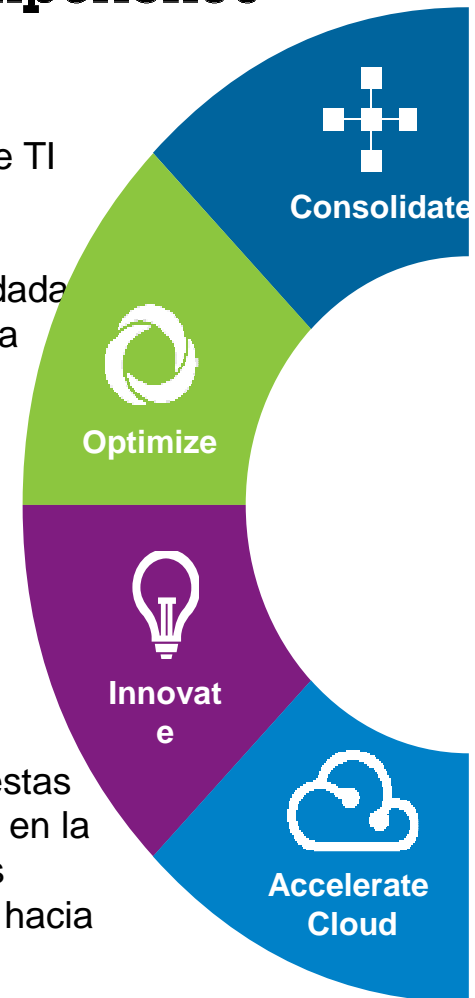 e TI
dada
a
estas
en la
s
hacia
Consolidate
Optimize
Innovat
e
Accelerate
Cloud